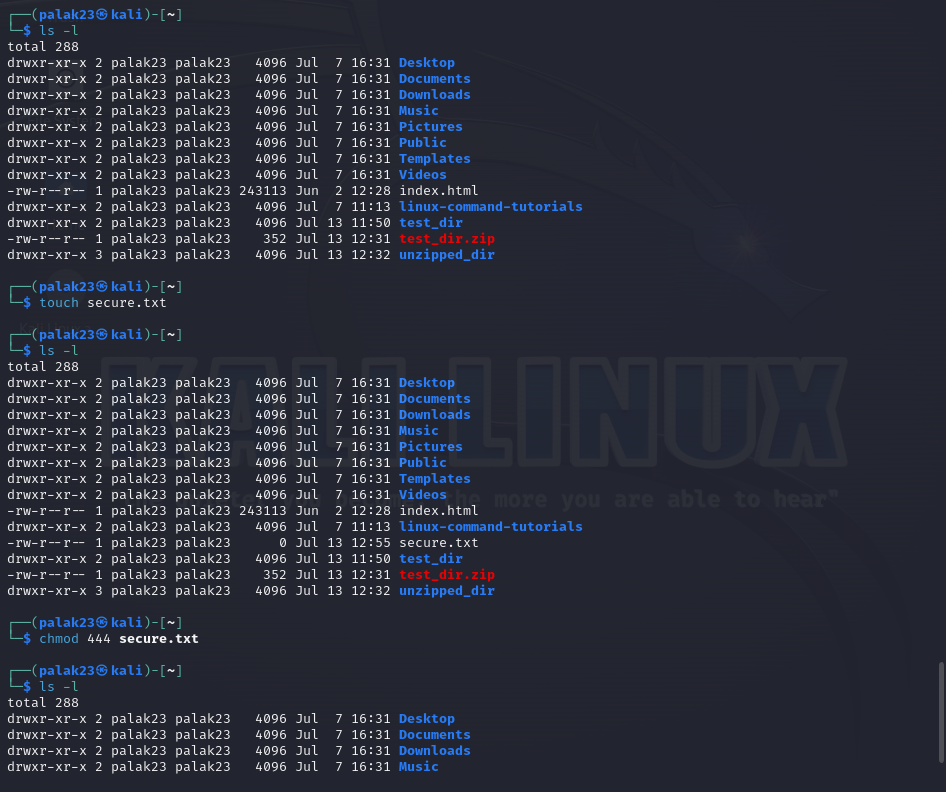 ┌──(palak23㉿kali)-[~]
└─$ ls -l
total 288
drwxr-xr-x 2 palak23 palak23   4096 Jul  7 16:31 Desktop
drwxr-xr-x 2 palak23 palak23   4096 Jul  7 16:31 Documents
drwxr-xr-x 2 palak23 palak23   4096 Jul  7 16:31 Downloads
drwxr-xr-x 2 palak23 palak23   4096 Jul  7 16:31 Music
drwxr-xr-x 2 palak23 palak23   4096 Jul  7 16:31 Pictures
drwxr-xr-x 2 palak23 palak23   4096 Jul  7 16:31 Public
drwxr-xr-x 2 palak23 palak23   4096 Jul  7 16:31 Templates
drwxr-xr-x 2 palak23 palak23   4096 Jul  7 16:31 Videos
-rw-r--r-- 1 palak23 palak23 243113 Jun  2 12:28 index.html
drwxr-xr-x 2 palak23 palak23   4096 Jul  7 11:13 linux-command-tutorials
drwxr-xr-x 2 palak23 palak23   4096 Jul 13 11:50 test_dir
-rw-r--r-- 1 palak23 palak23    352 Jul 13 12:31 test_dir.zip
drwxr-xr-x 3 palak23 palak23   4096 Jul 13 12:32 unzipped_dir
┌──(palak23㉿kali)-[~]
└─$ touch secure.txt
┌──(palak23㉿kali)-[~]
└─$ ls -l
total 288
drwxr-xr-x 2 palak23 palak23   4096 Jul  7 16:31 Desktop
drwxr-xr-x 2 palak23 palak23   4096 Jul  7 16:31 Documents
drwxr-xr-x 2 palak23 palak23   4096 Jul  7 16:31 Downloads
drwxr-xr-x 2 palak23 palak23   4096 Jul  7 16:31 Music
drwxr-xr-x 2 palak23 palak23   4096 Jul  7 16:31 Pictures
drwxr-xr-x 2 palak23 palak23   4096 Jul  7 16:31 Public
drwxr-xr-x 2 palak23 palak23   4096 Jul  7 16:31 Templates
drwxr-xr-x 2 palak23 palak23   4096 Jul  7 16:31 Videos
-rw-r--r-- 1 palak23 palak23 243113 Jun  2 12:28 index.html
drwxr-xr-x 2 palak23 palak23   4096 Jul  7 11:13 linux-command-tutorials
-rw-r--r-- 1 palak23 palak23      0 Jul 13 12:55 secure.txt
drwxr-xr-x 2 palak23 palak23   4096 Jul 13 11:50 test_dir
-rw-r--r-- 1 palak23 palak23    352 Jul 13 12:31 test_dir.zip
drwxr-xr-x 3 palak23 palak23   4096 Jul 13 12:32 unzipped_dir
┌──(palak23㉿kali)-[~]
└─$ chmod 444 secure.txt
┌──(palak23㉿kali)-[~]
└─$ ls -l
total 288
drwxr-xr-x 2 palak23 palak23   4096 Jul  7 16:31 Desktop
drwxr-xr-x 2 palak23 palak23   4096 Jul  7 16:31 Documents
drwxr-xr-x 2 palak23 palak23   4096 Jul  7 16:31 Downloads
drwxr-xr-x 2 palak23 palak23   4096 Jul  7 16:31 Music
KALI LINUX
the more you are able to hear"